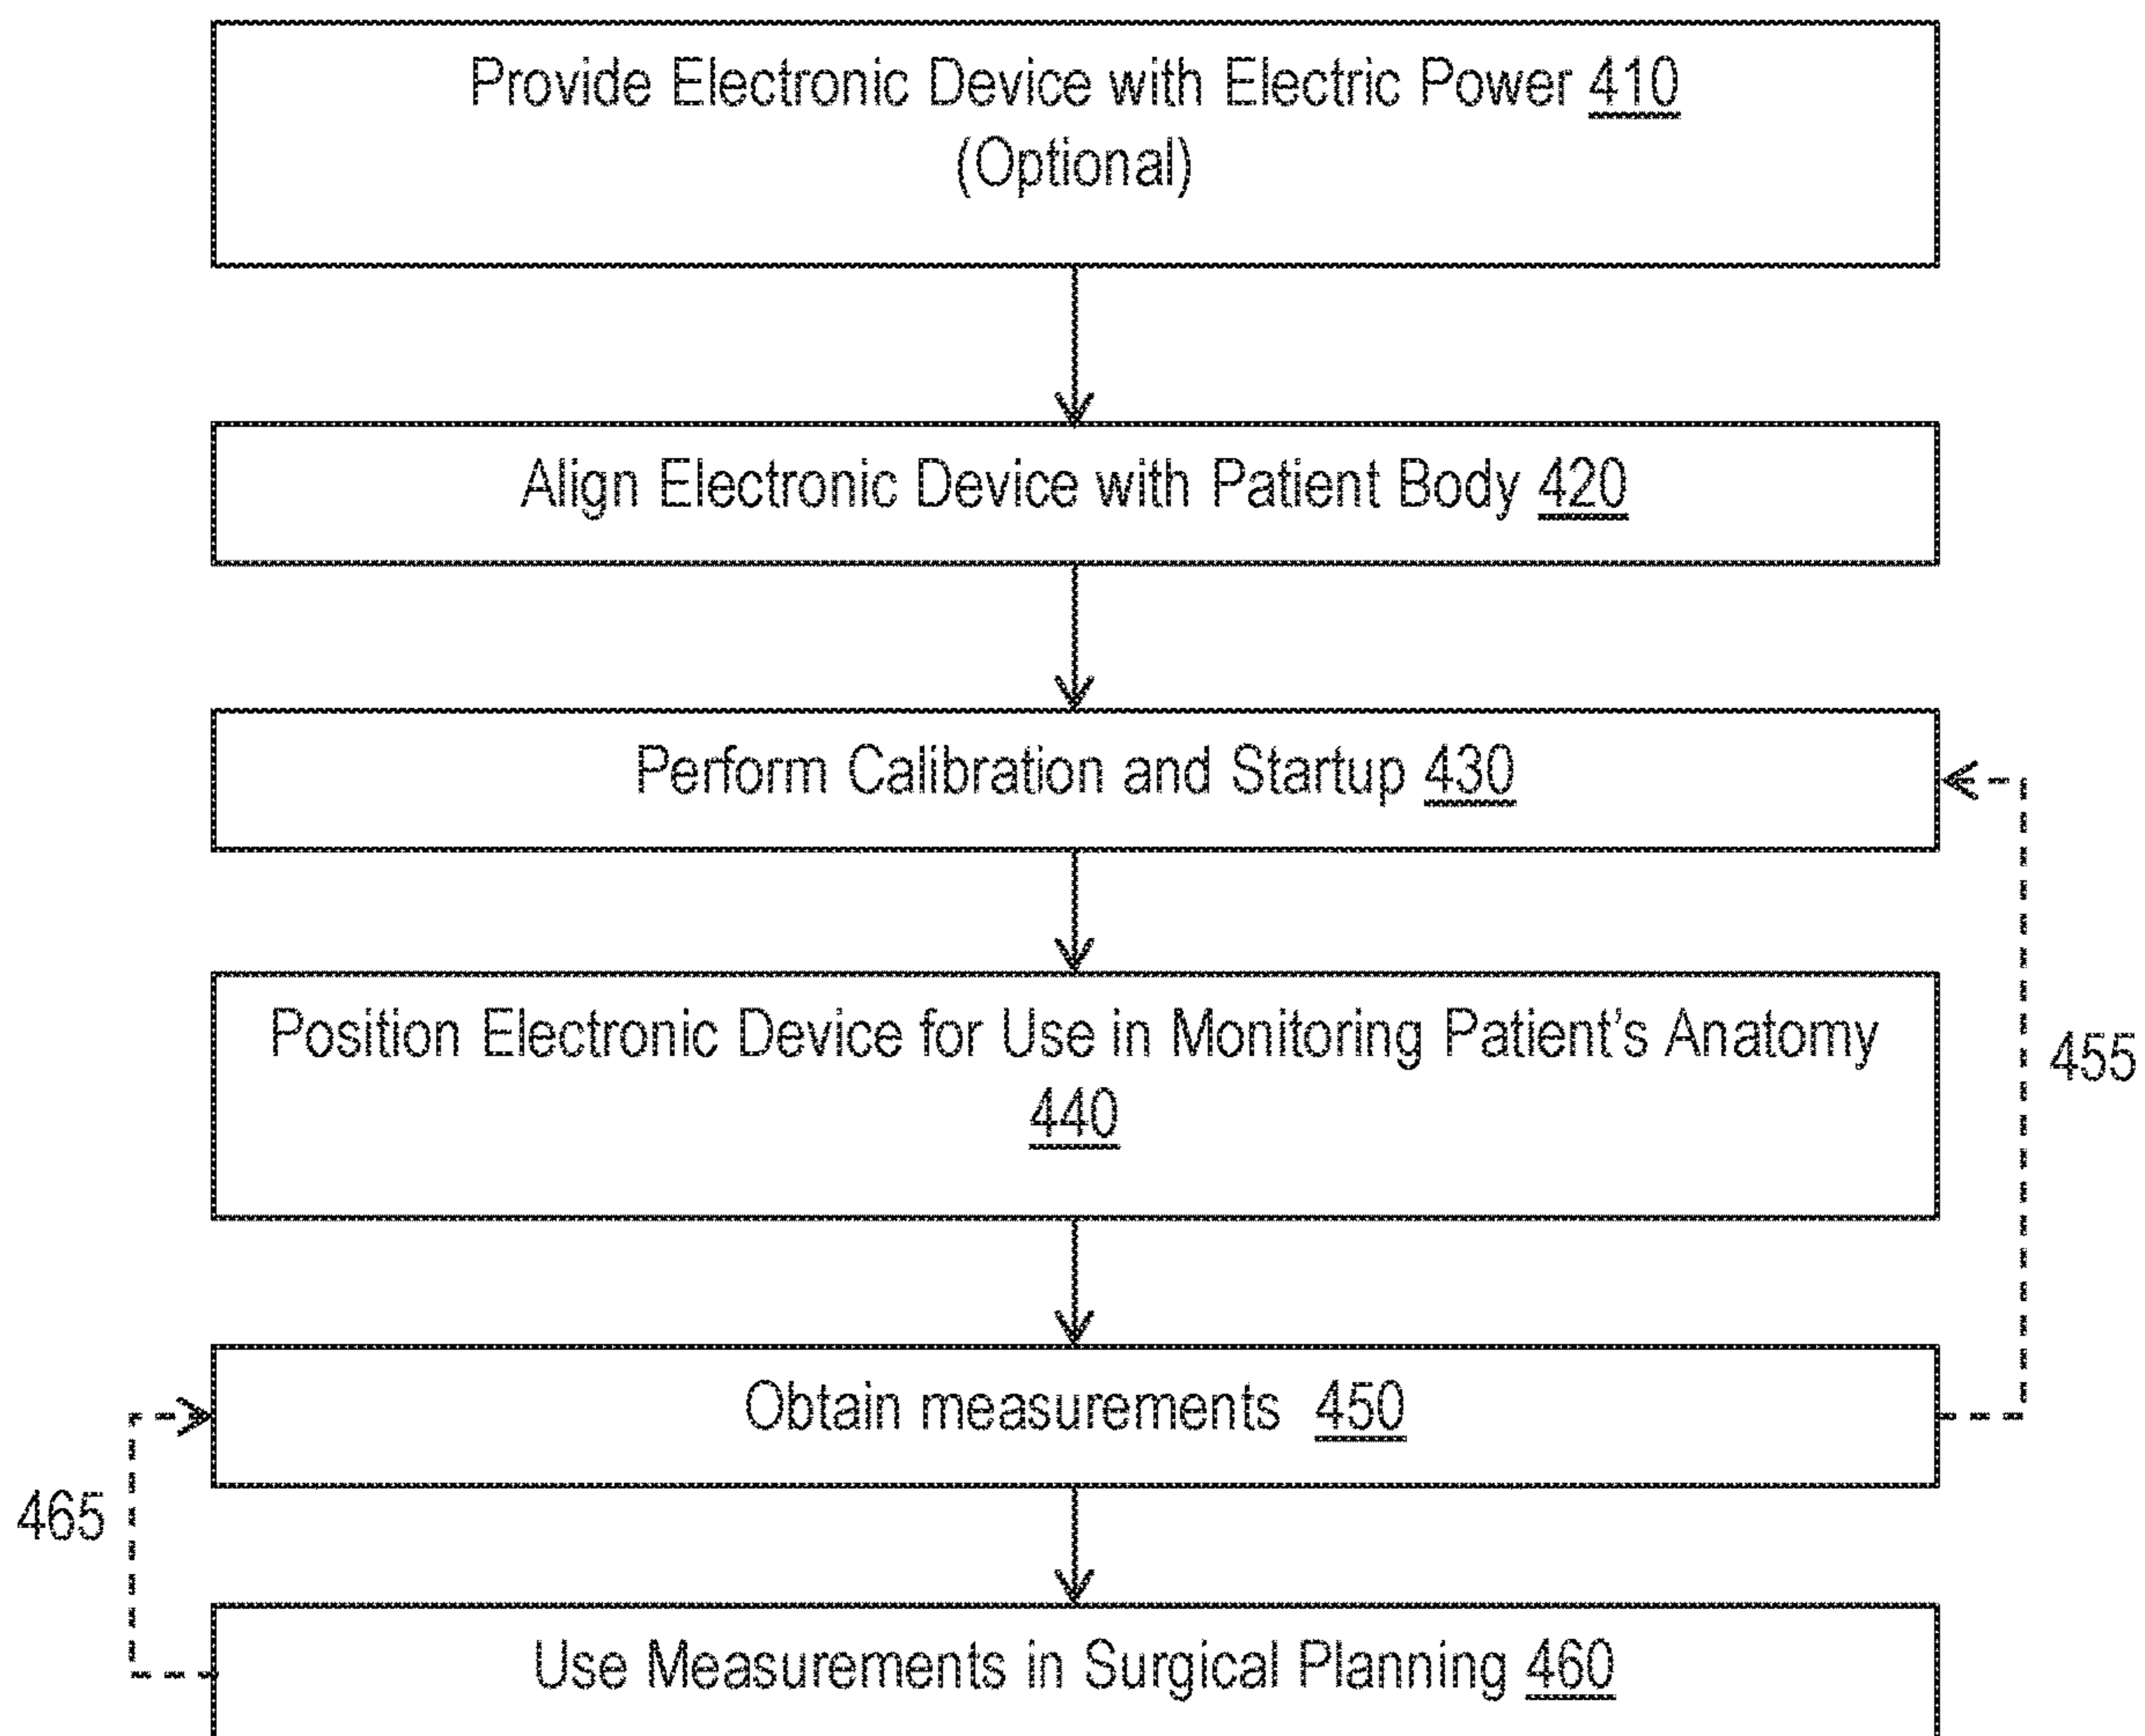 Provide Electronic Device with Electric Power 410
(Optional)
Align Electronic Device with Patient Body 420
Perform Calibration and Startup 430
Position Electronic Device for Use in Monitoring Patient's Anatomy
440
455
Obtain measurements 450
465
Use Measurements in Surgical Planning 460